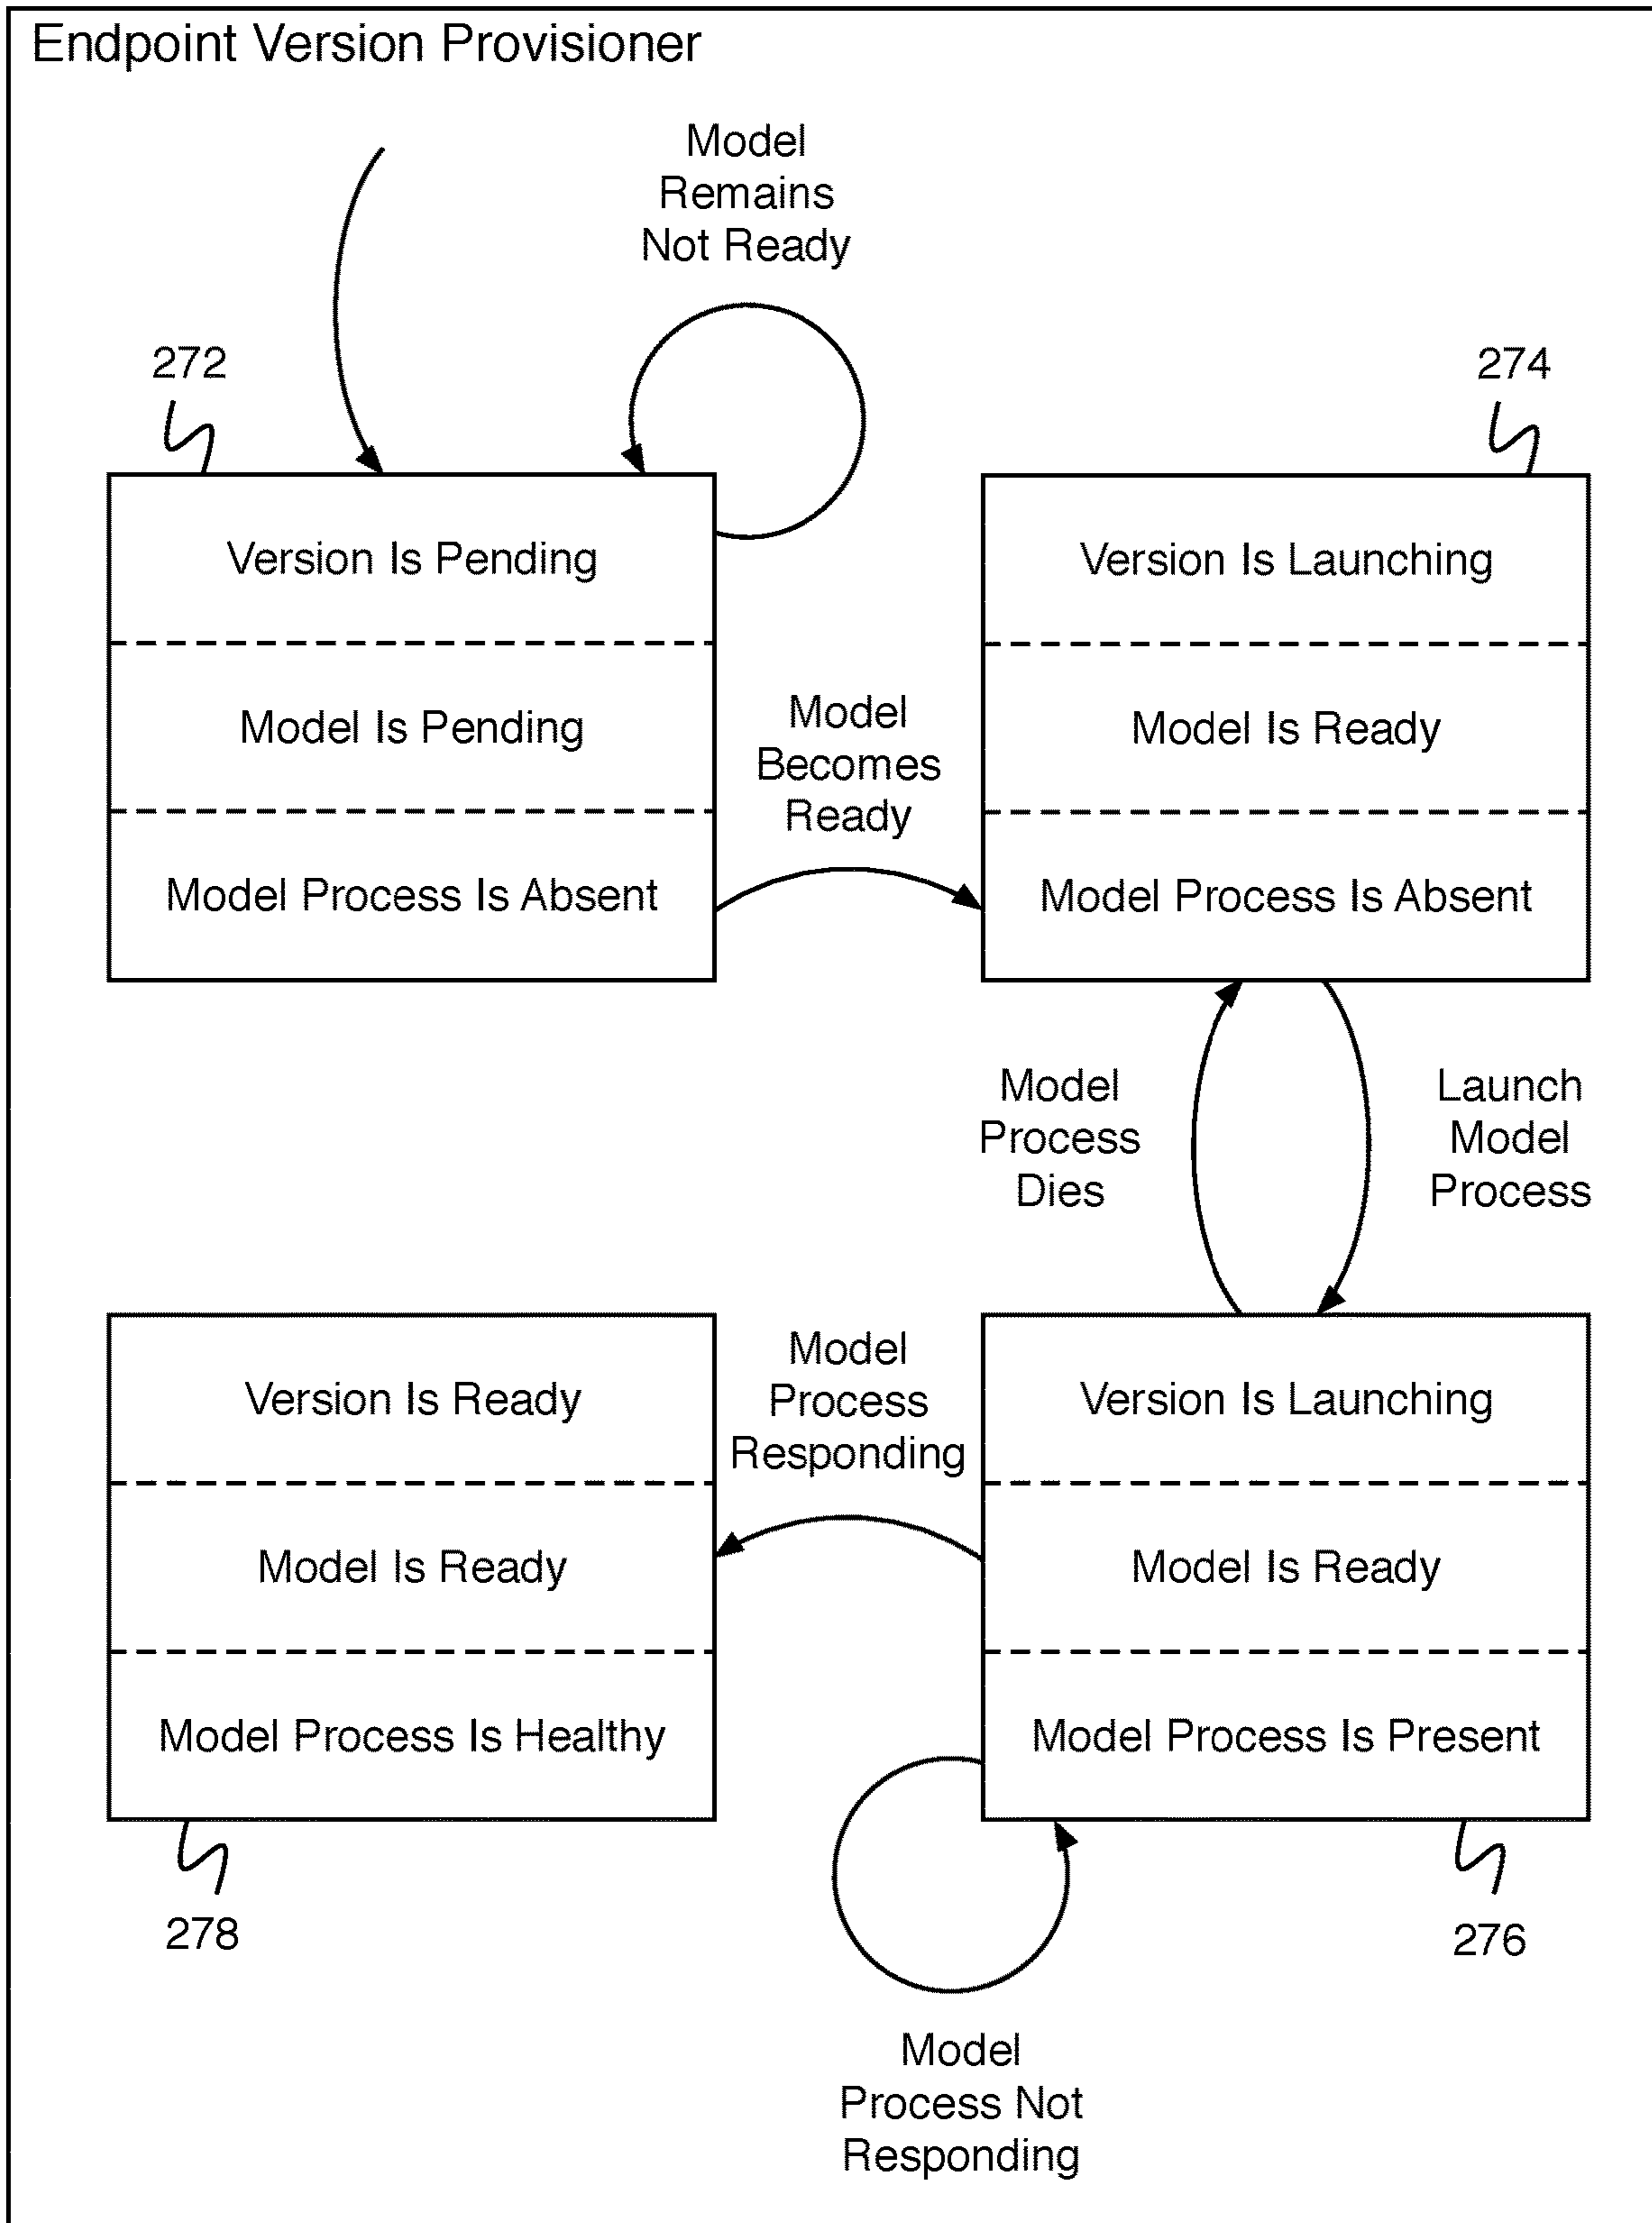 Endpoint Version Provisioner
Model
Remains
Not Ready
272
274
Version Is Pending
Model Is Pending
Model Process Is Absent
Model
Becomes
Ready
Version Is Launching
Model Is Ready
Model Process Is Absent
Model
Process
Dies
Launch
Model
Process
Version Is Ready
Model Is Ready
Model Process Is Healthy
Model
Process
Responding
Version Is Launching
Model Is Ready
Model Process Is Present
278
276
Model
Process Not
Responding